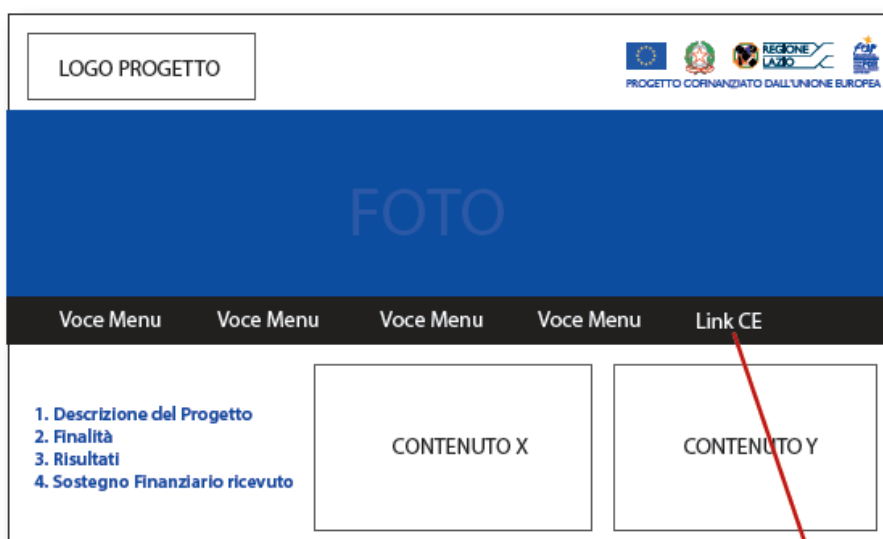 LOGO PROGETTO
REGIONE
LAZIO
PROGETTO COFINANZIATO DALL'UNIONE EUROPEA
FOTO
Voce Menu Voce Menu Voce Menu Voce Menu Link CE
1. Descrizione del Progetto
2. Finalità
3. Risultati
4. Sostegno Finanziario ricevuto
CONTENUTO X
CONTENUTO Y